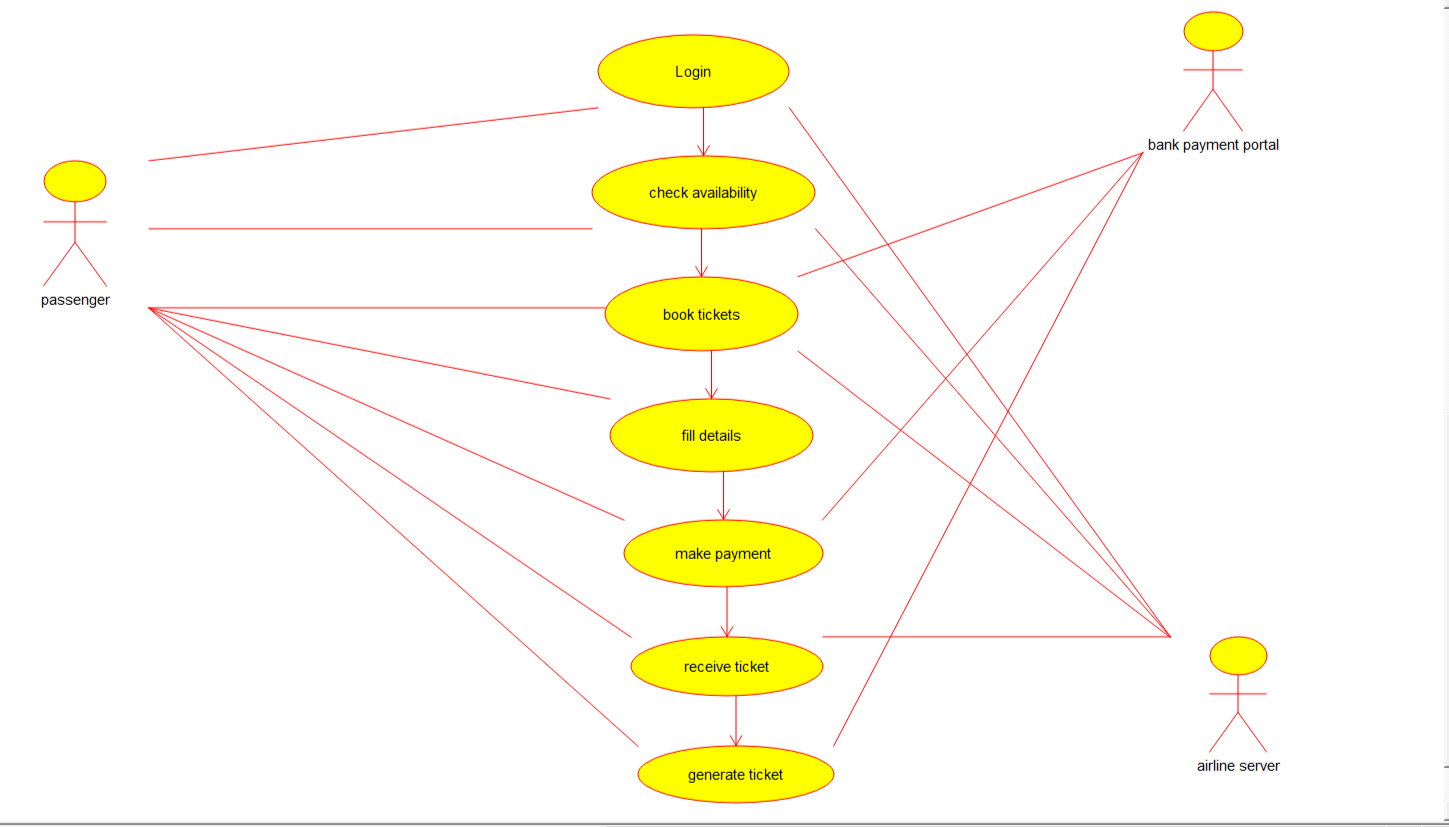 Login
bank payment portal
check availability
passenger
book tickets
fill details
make payment
receive ticket
airline server
generate ticket